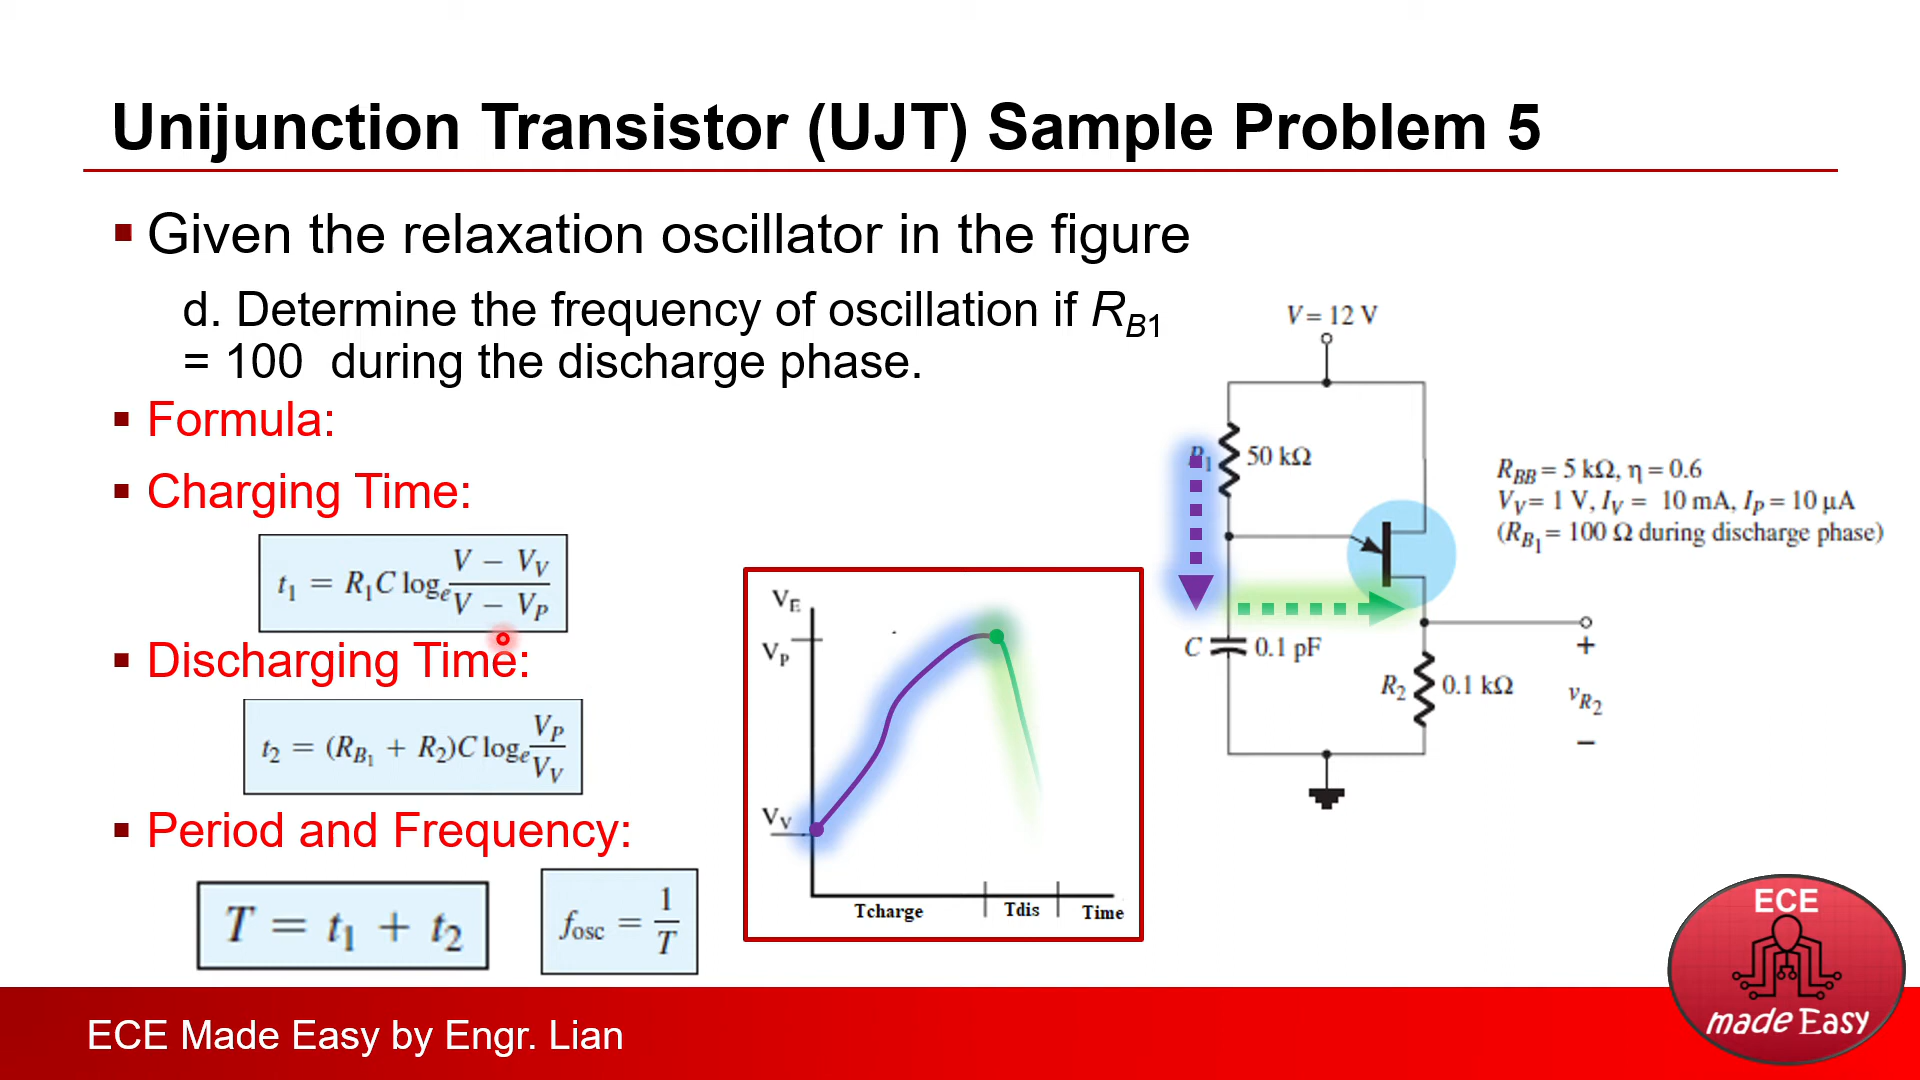 Unijunction Transistor (UJT) Sample Problem 5
Given the relaxation oscillator in the figure
d. Determine the frequency of oscillation if R_B1
= 100 during the discharge phase.
Formula:
Charging Time:
t₁ = R₁C logₑ (V − V_V)/(V − V_P)
Discharging Time:
t₂ = (R_B₁ + R₂)C logₑ V_P/V_V
Period and Frequency:
T = t₁ + t₂
f_osc = 1/T
V_E
V_P
V_V
Tcharge
Tdis
Time
V = 12 V
R₁
50 kΩ
R_BB = 5 kΩ, η = 0.6
V_V = 1 V, I_V = 10 mA, I_P = 10 μA
(R_B₁ = 100 Ω during discharge phase)
C
0.1 pF
R₂
0.1 kΩ
+
v_R₂
−
ECE
made Easy
ECE Made Easy by Engr. Lian